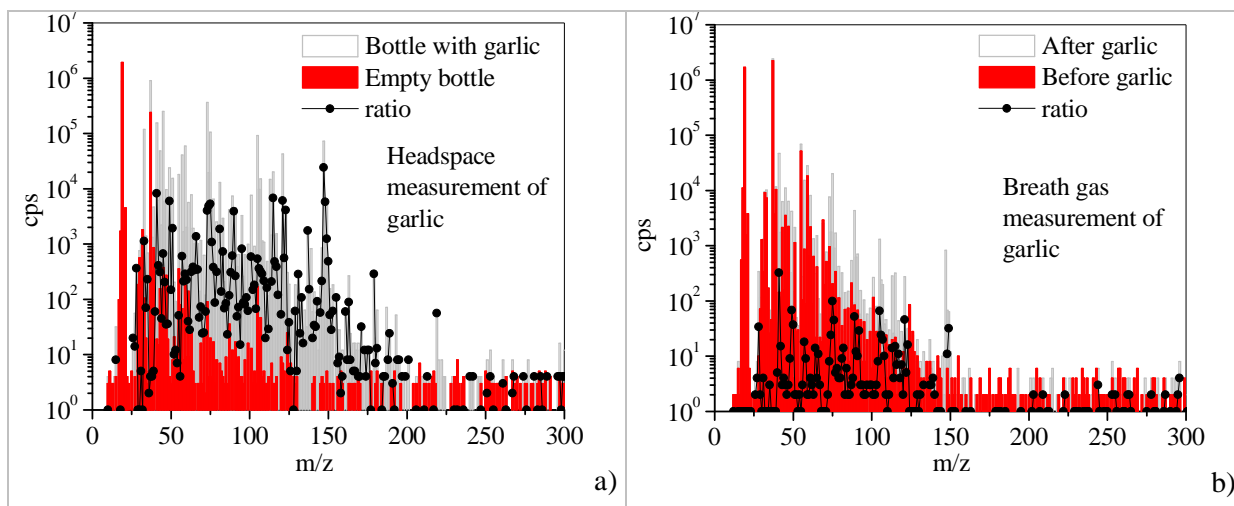 10^7
10^6
10^5
10^4
10^3
10^2
10^1
10^0
cps
Bottle with garlic
Empty bottle
ratio
Headspace
measurement of
garlic
0 50 100 150 200 250 300
m/z
a)
10^7
10^6
10^5
10^4
10^3
10^2
10^1
10^0
cps
After garlic
Before garlic
ratio
Breath gas
measurement of
garlic
0 50 100 150 200 250 300
m/z
b)